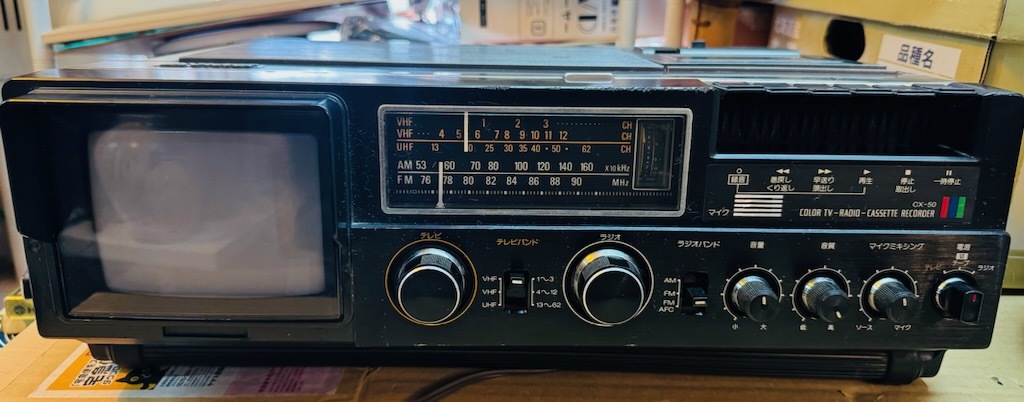 品種名
VHF 1 2 3 CH
VHF 4 5 6 7 8 9 10 11 12 CH
UHF 13 25 30 35 40 50 62 CH
AM 53 60 70 80 100 120 140 160 x10kHz
FM 76 78 80 82 84 86 88 90 MHz
録音 巻戻し くり返し 早送り 頭出し 再生 停止 取出し 一時停止
マイク
CX-50
COLOR TV-RADIO-CASSETTE RECORDER
テレビ テレビバンド ラジオ ラジオバンド 音量 音質 マイクミキシング 電源
テレビ テープ ラジオ
VHF 1〜3
VHF 4〜12
UHF 13〜62
AM
FM
FM AFC
小 大 低 高 ソース マイク